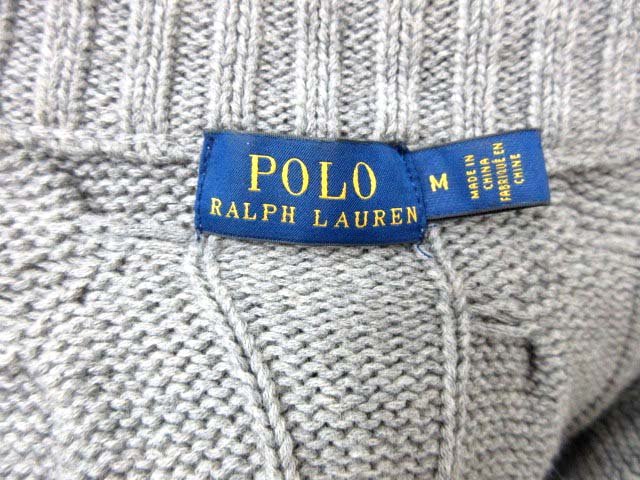 POLO
RALPH LAUREN
M
MADE IN
CHINA
FABRIQUÉ EN
CHINE